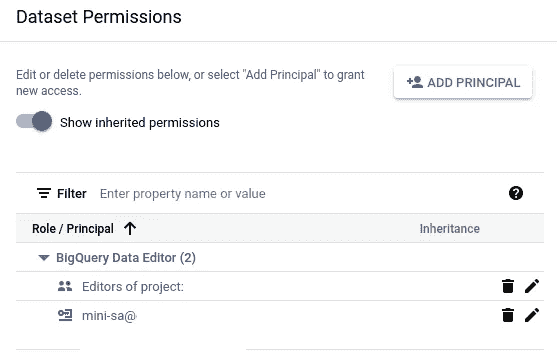 Dataset Permissions
Edit or delete permissions below, or select "Add Principal" to grant
new access.
ADD PRINCIPAL
Show inherited permissions
Filter Enter property name or value
Role / Principal Inheritance
BigQuery Data Editor (2)
Editors of project:
mini-sa@